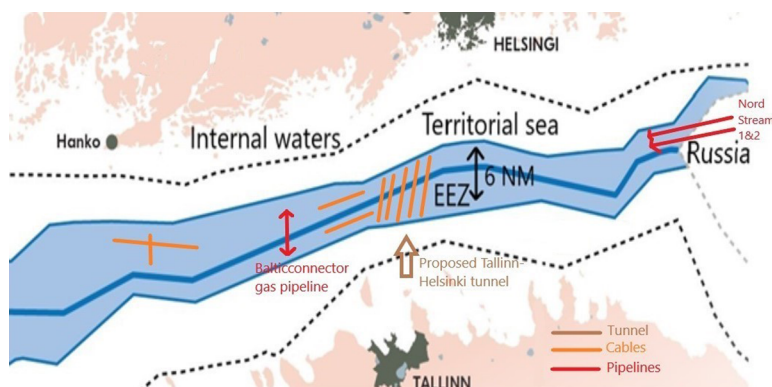 HELSINGI
Hanko
Internal waters
Territorial sea
Nord
Stream
1&2
Russia
6 NM
EEZ
Balticconnector
gas pipeline
Proposed Tallinn-
Helsinki tunnel
Tunnel
Cables
Pipelines
TALLINN